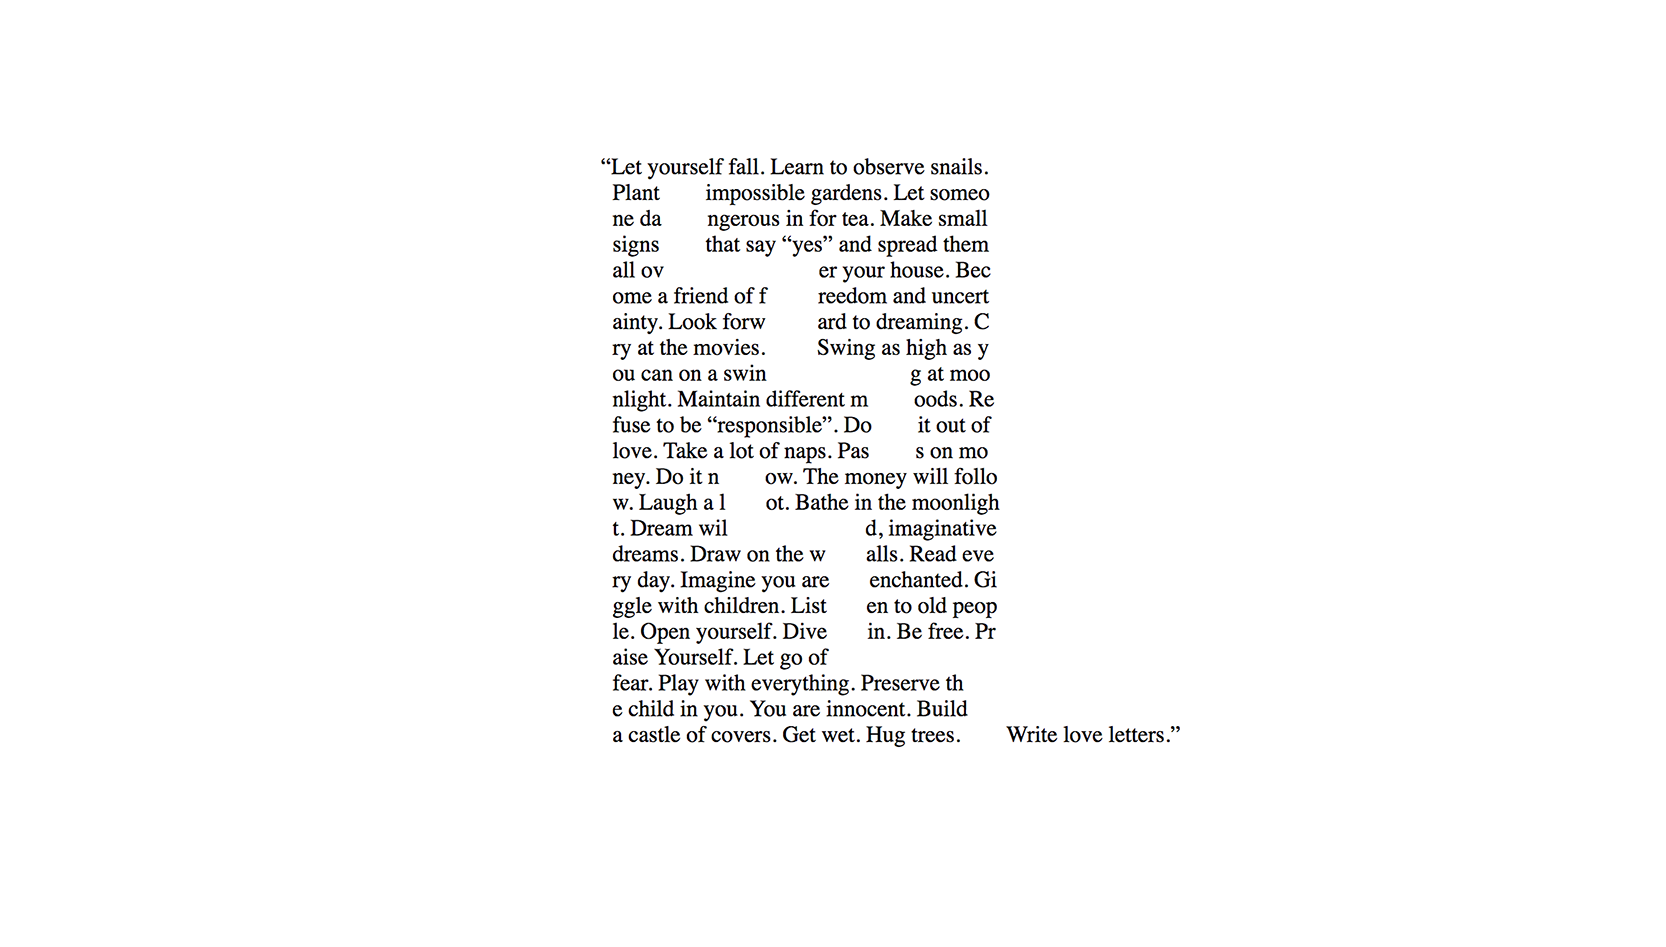 “Let yourself fall. Learn to observe snails.
Plant impossible gardens. Let someo
ne da ngerous in for tea. Make small
signs that say “yes” and spread them
all ov er your house. Bec
ome a friend of f reedom and uncert
ainty. Look forw ard to dreaming. C
ry at the movies. Swing as high as y
ou can on a swin g at moo
nlight. Maintain different m oods. Re
fuse to be “responsible”. Do it out of
love. Take a lot of naps. Pas s on mo
ney. Do it n ow. The money will follo
w. Laugh a l ot. Bathe in the moonligh
t. Dream wil d, imaginative
dreams. Draw on the w alls. Read eve
ry day. Imagine you are enchanted. Gi
ggle with children. List en to old peop
le. Open yourself. Dive in. Be free. Pr
aise Yourself. Let go of
fear. Play with everything. Preserve th
e child in you. You are innocent. Build
a castle of covers. Get wet. Hug trees. Write love letters.”